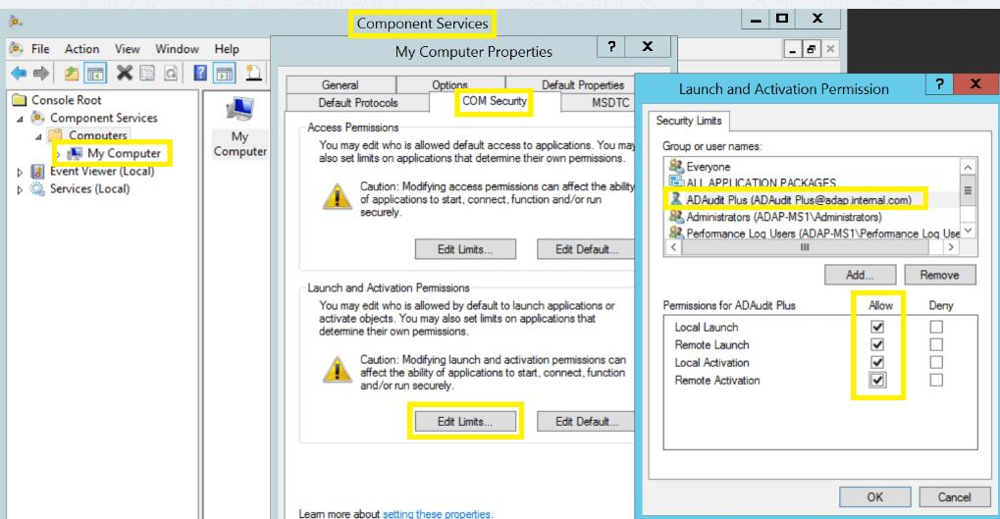 Component Services
File Action View Window Help
Console Root
Component Services
Computers
My Computer
Event Viewer (Local)
Services (Local)
My
Computer
My Computer Properties
? X
General Options Default Properties
Default Protocols COM Security MSDTC
Access Permissions
You may edit who is allowed default access to applications. You may
also set limits on applications that determine their own permissions.
Caution: Modifying access permissions can affect the ability
of applications to start, connect, function and/or run
securely.
Edit Limits... Edit Default...
Launch and Activation Permissions
You may edit who is allowed by default to launch applications or
activate objects. You may also set limits on applications that
determine their own permissions.
Caution: Modifying launch and activation permissions can
affect the ability of applications to start, connect, function
and/or run securely.
Edit Limits... Edit Default...
Learn more about setting these properties.
Launch and Activation Permission
? X
Security Limits
Group or user names:
Everyone
ALL APPLICATION PACKAGES
ADAudit Plus (ADAudit Plus@adap.internal.com)
Administrators (ADAP-MS1\Administrators)
Performance Log Users (ADAP-MS1\Performance Log Use
Add... Remove
Permissions for ADAudit Plus Allow Deny
Local Launch
Remote Launch
Local Activation
Remote Activation
OK Cancel